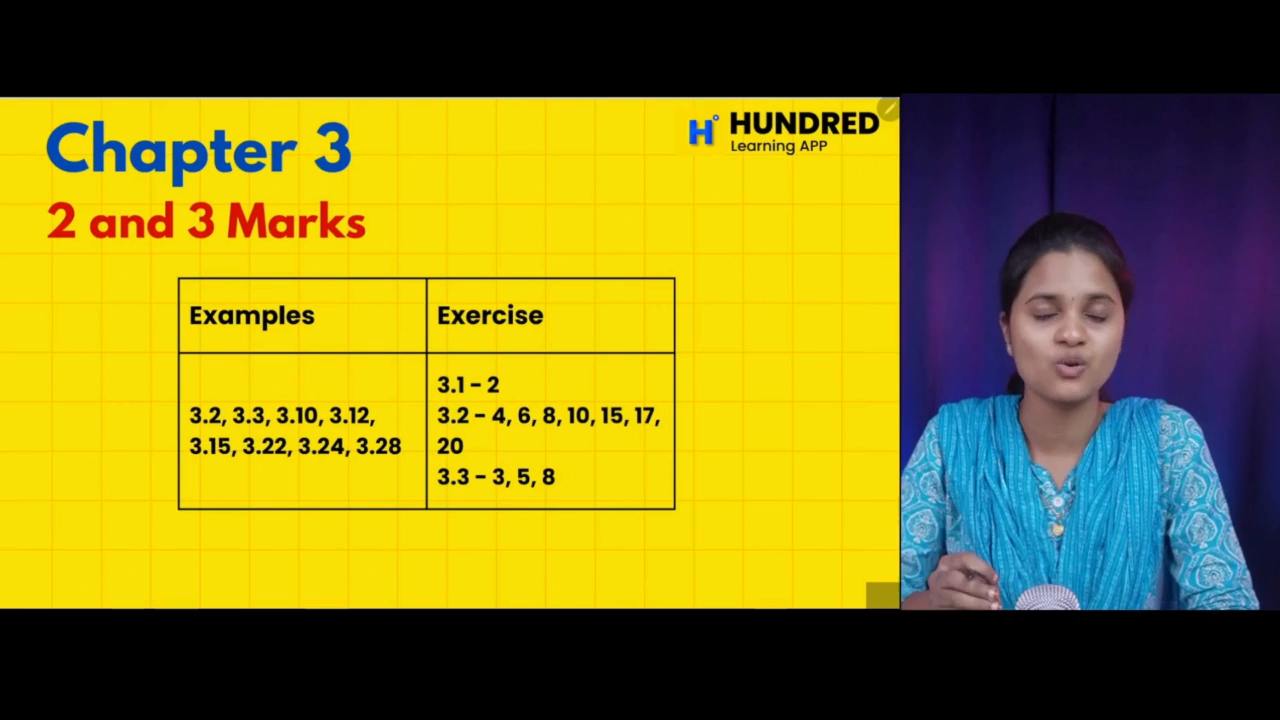 Chapter 3
2 and 3 Marks
H° HUNDRED
Learning APP
Examples
Exercise
3.2, 3.3, 3.10, 3.12,
3.15, 3.22, 3.24, 3.28
3.1 - 2
3.2 - 4, 6, 8, 10, 15, 17,
20
3.3 - 3, 5, 8